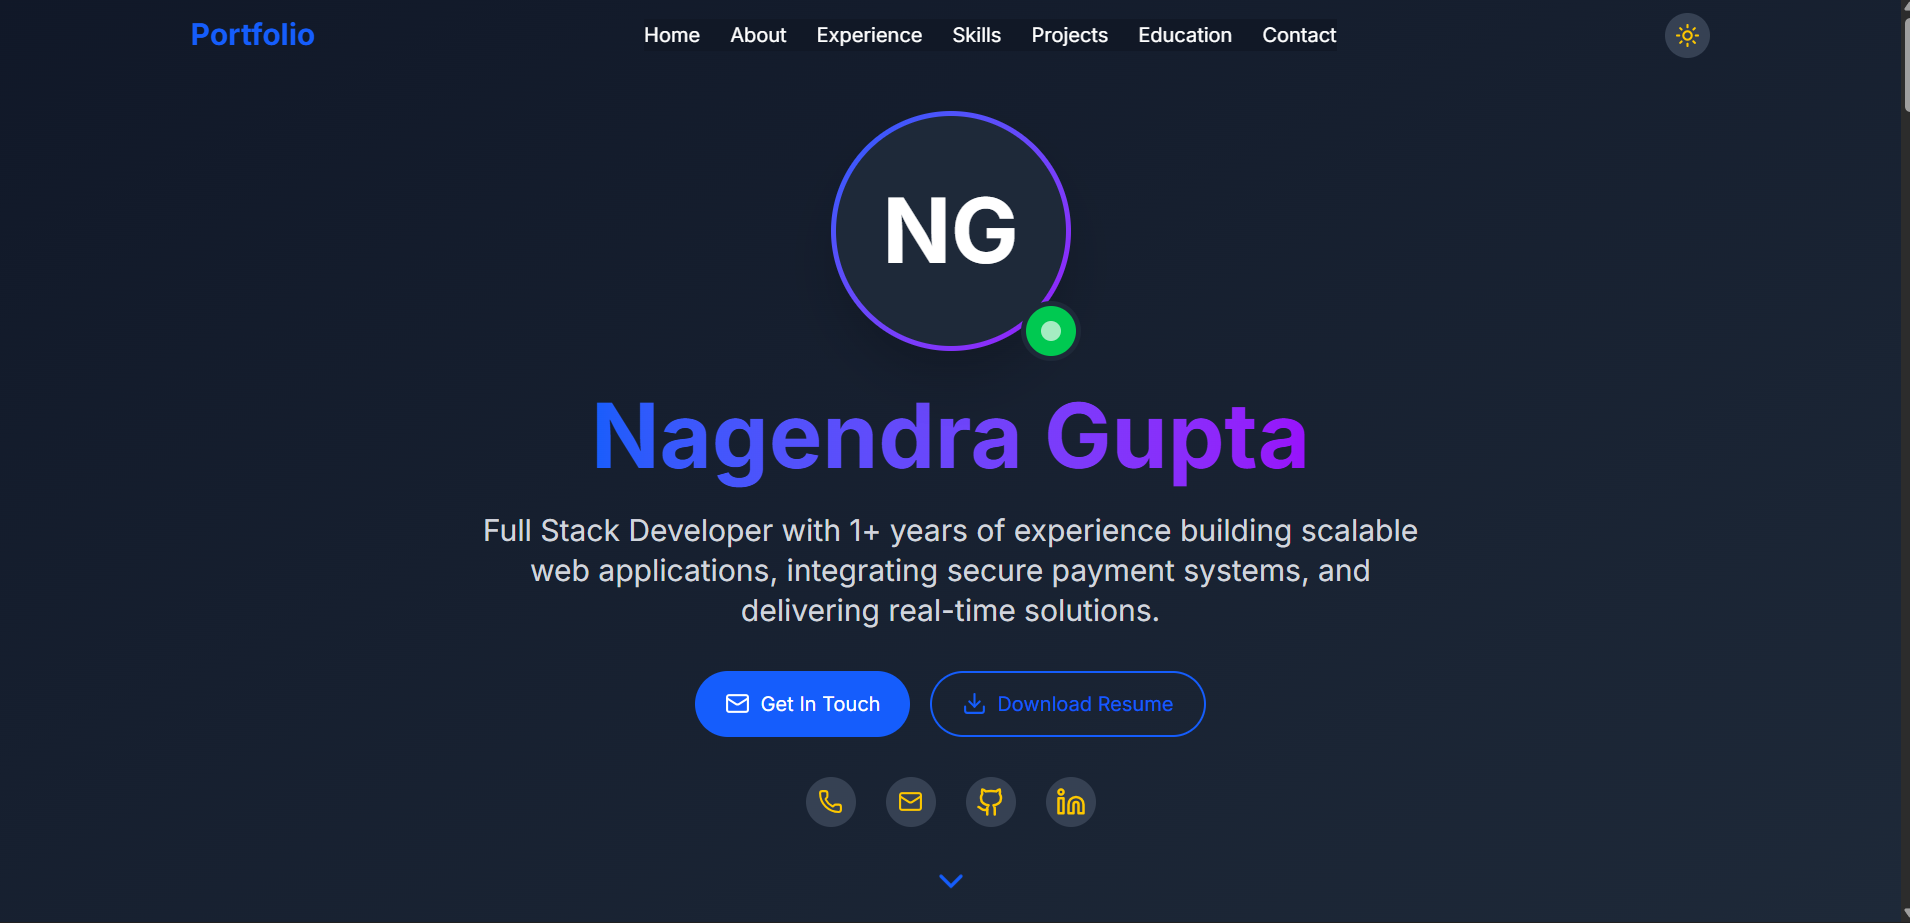 Portfolio
Home About Experience Skills Projects Education Contact
NG
Nagendra Gupta
Full Stack Developer with 1+ years of experience building scalable
web applications, integrating secure payment systems, and
delivering real-time solutions.
Get In Touch Download Resume